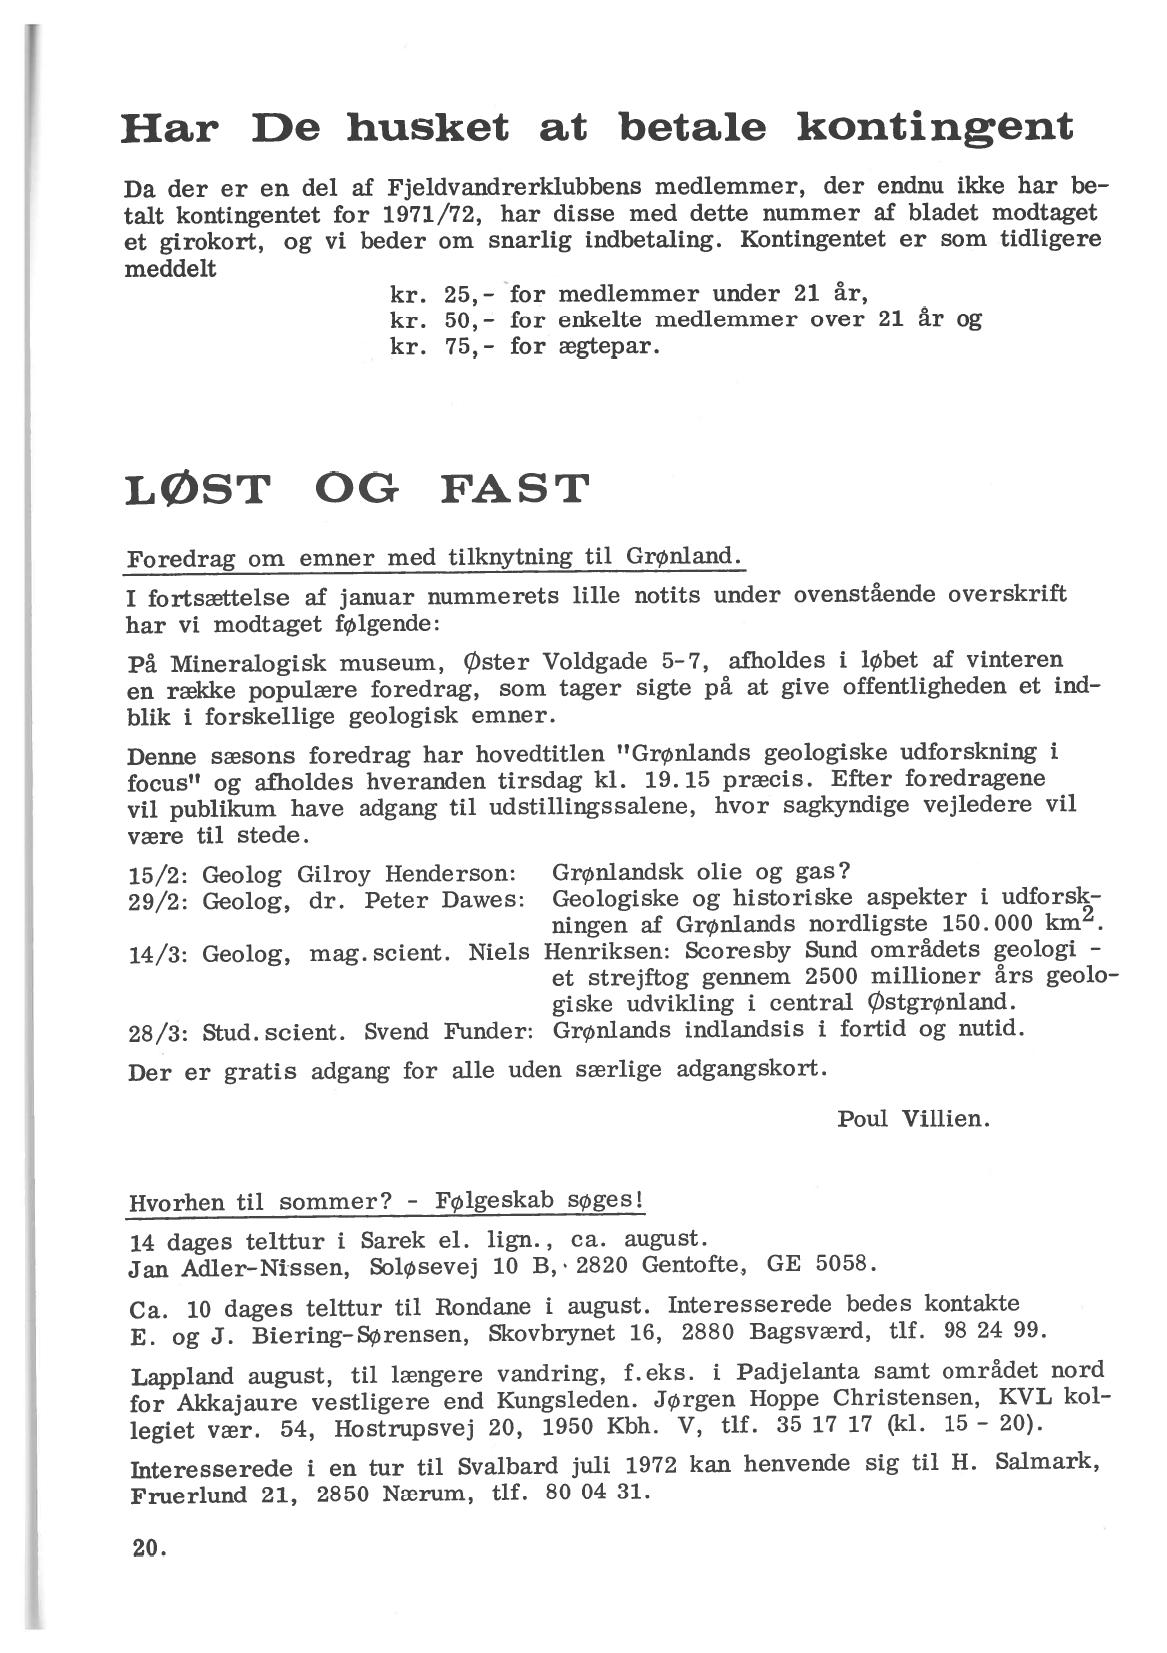 Har De husket at betale kontingent
Da der er en del af Fjeldvandrerklubbens medlemmer, der endnu ikke har be-
talt kontingentet for 1971/72, har disse med dette nummer af bladet modtaget
et girokort, og vi beder om snarlig indbetaling. Kontingentet er som tidligere
meddelt
kr. 25,- for medlemmer under 21 år,
kr. 50,- for enkelte medlemmer over 21 år og
kr. 75,- for ægtepar.
LØST OG FAST
Foredrag om emner med tilknytning til Grønland.
I fortsættelse af januar nummerets lille notits under ovenstående overskrift
har vi modtaget følgende:
På Mineralogisk museum, Øster Voldgade 5-7, afholdes i løbet af vinteren
en række populære foredrag, som tager sigte på at give offentligheden et ind-
blik i forskellige geologisk emner.
Denne sæsons foredrag har hovedtitlen "Grønlands geologiske udforskning i
focus" og afholdes hveranden tirsdag kl. 19.15 præcis. Efter foredragene
vil publikum have adgang til udstillingssalene, hvor sagkyndige vejledere vil
være til stede.
15/2: Geolog Gilroy Henderson: Grønlandsk olie og gas?
29/2: Geolog, dr. Peter Dawes: Geologiske og historiske aspekter i udforsk-
ningen af Grønlands nordligste 150.000 km².
14/3: Geolog, mag.scient. Niels Henriksen: Scoresby Sund områdets geologi -
et strejftog gennem 2500 millioner års geolo-
giske udvikling i central Østgrønland.
28/3: Stud.scient. Svend Funder: Grønlands indlandsis i fortid og nutid.
Der er gratis adgang for alle uden særlige adgangskort.
Poul Villien.
Hvorhen til sommer? - Følgeskab søges!
14 dages telttur i Sarek el. lign., ca. august.
Jan Adler-Nissen, Soløsevej 10 B, 2820 Gentofte, GE 5058.
Ca. 10 dages telttur til Rondane i august. Interesserede bedes kontakte
E. og J. Biering-Sørensen, Skovbrynet 16, 2880 Bagsværd, tlf. 98 24 99.
Lappland august, til længere vandring, f.eks. i Padjelanta samt området nord
for Akkajaure vestligere end Kungsleden. Jørgen Hoppe Christensen, KVL kol-
legiet vær. 54, Hostrupsvej 20, 1950 Kbh. V, tlf. 35 17 17 (kl. 15 - 20).
Interesserede i en tur til Svalbard juli 1972 kan henvende sig til H. Salmark,
Fruerlund 21, 2850 Nærum, tlf. 80 04 31.
20.